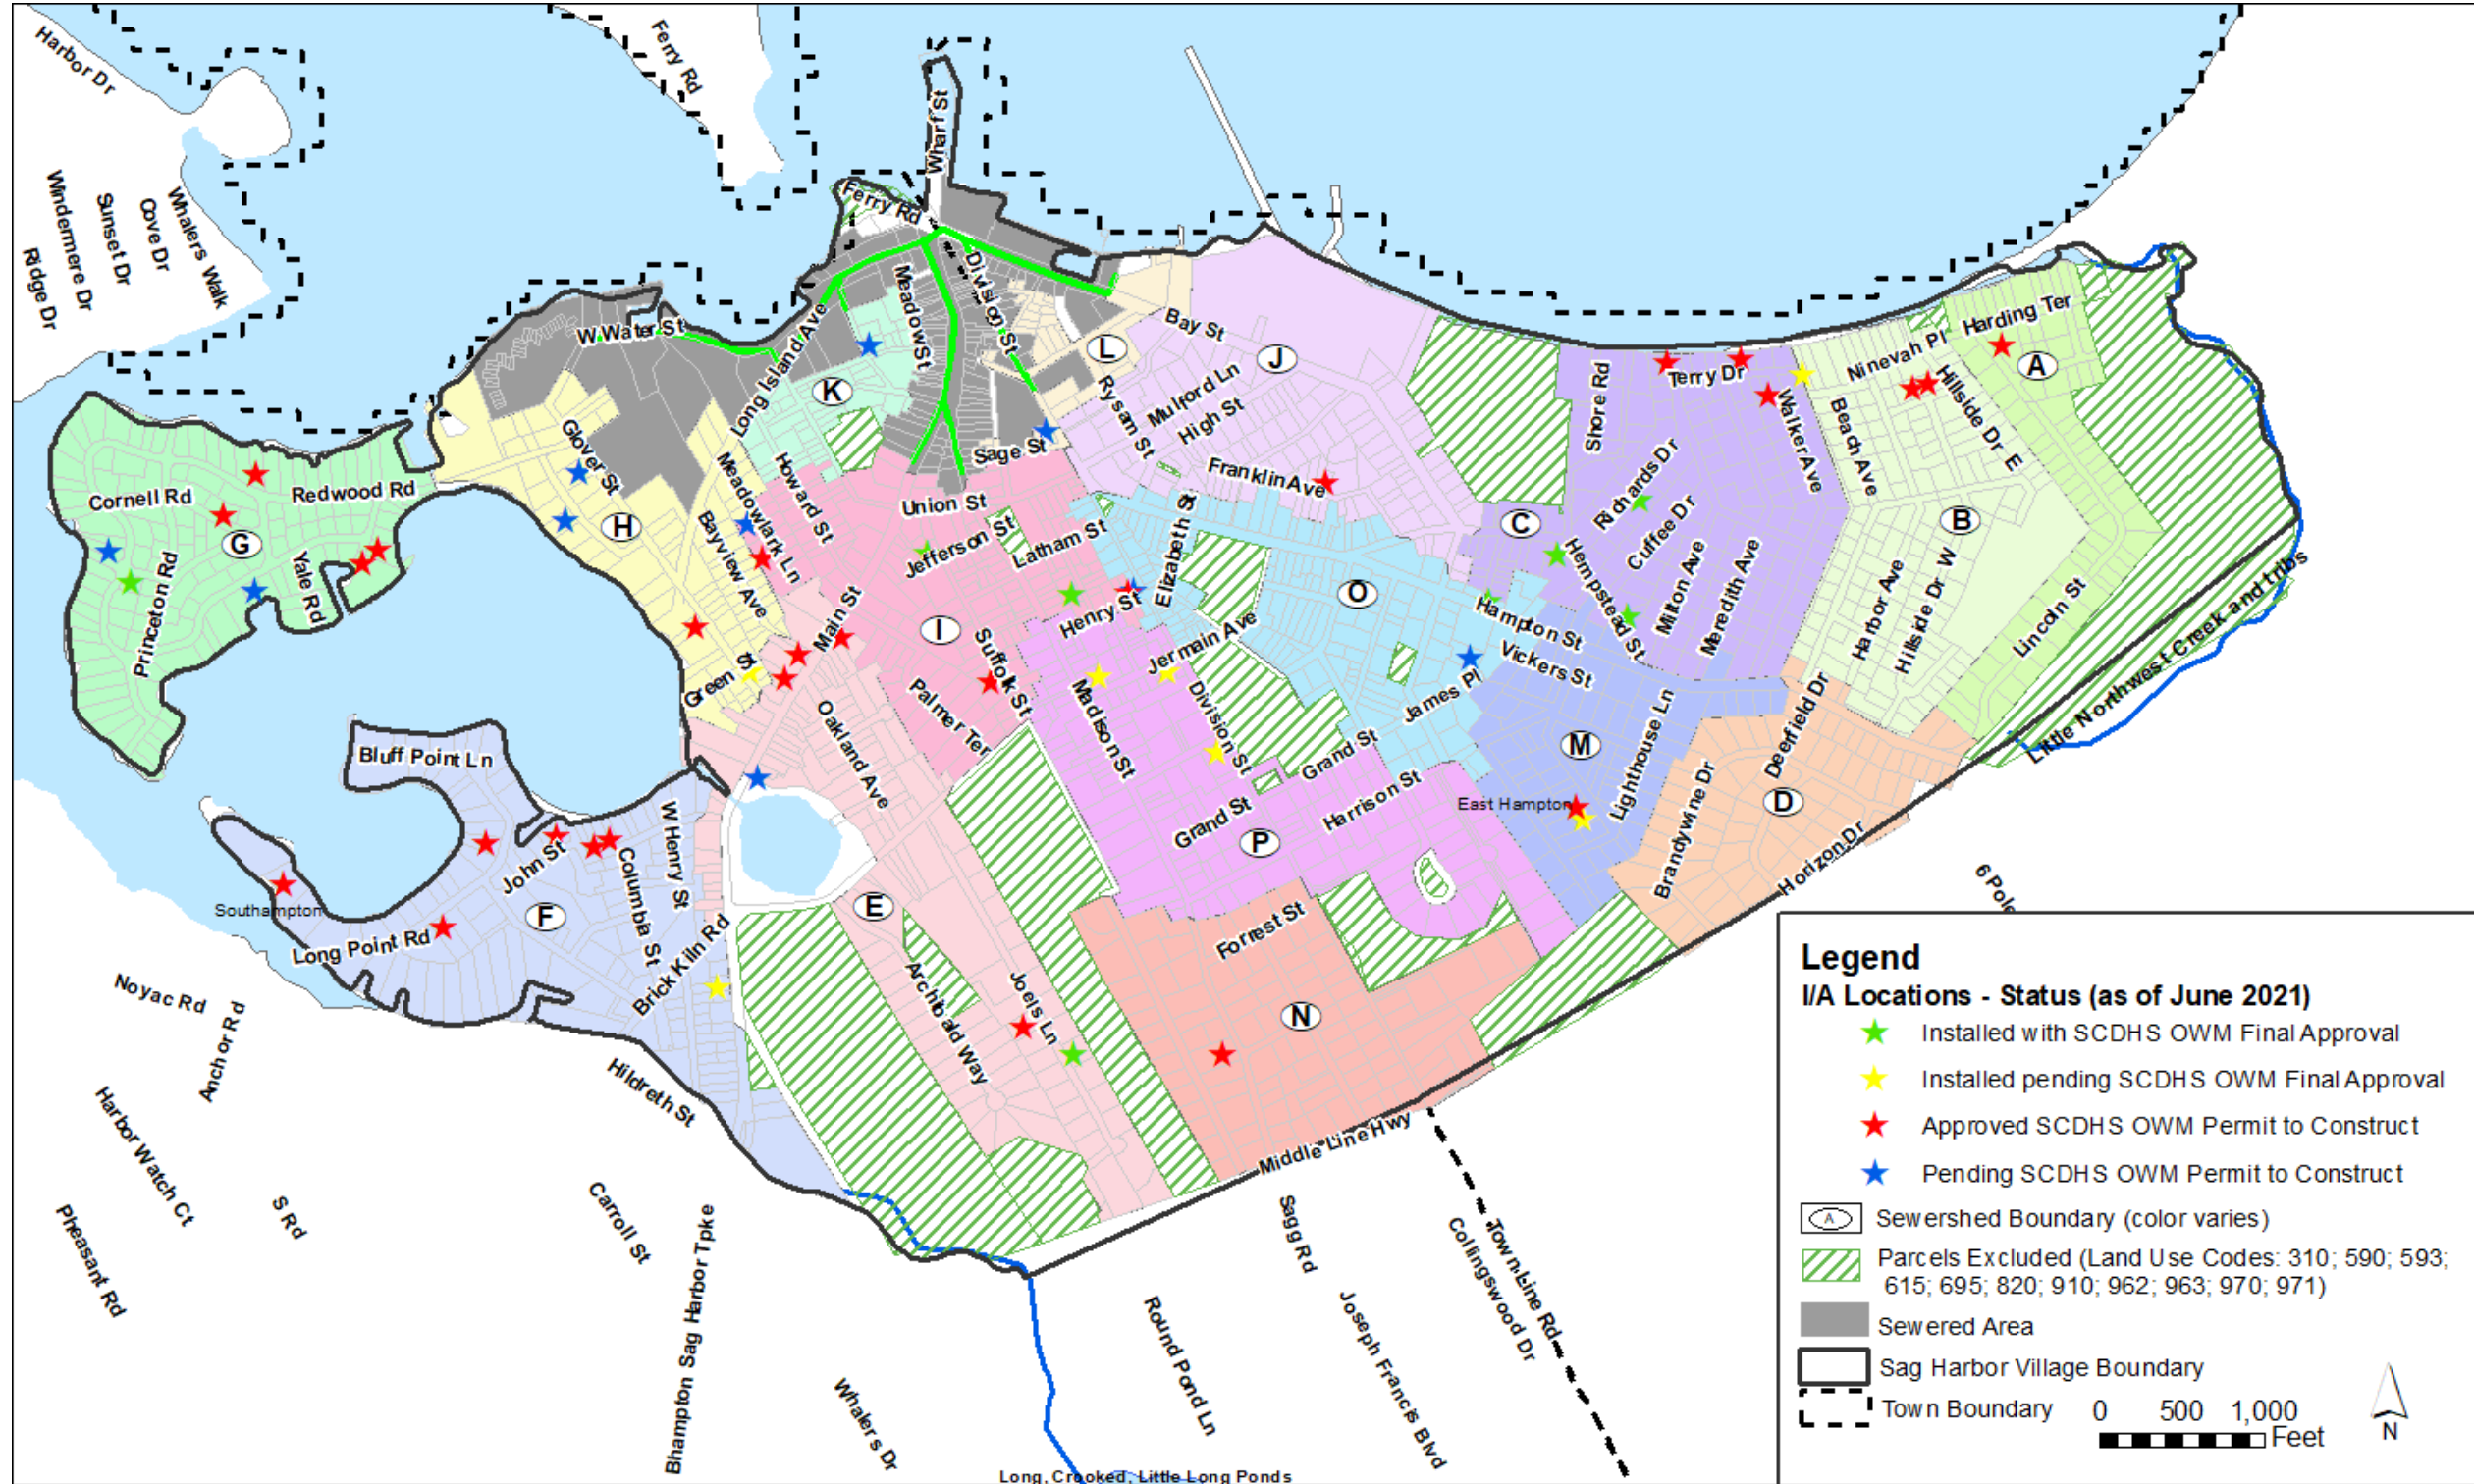 Harbor Dr
Ferry Rd
Wharf St
Windermere Dr
Sunset Dr
Cove Dr
Whalers Walk
Ridge Dr
Ferry Rd
W Water St
Long Island Ave
Meadow St
Division St
L
Bay St
J
K
Mulford Ln
High St
Rysam St
Sage St
Franklin Ave
Shore Rd
Terry Dr
Walker Ave
Beach Ave
Ninevah Pl
Harding Ter
Hillside Dr E
A
Cornell Rd
Redwood Rd
G
Princeton Rd
Yale Rd
Glover St
H
Meadowlark Ln
Howard St
Bayview Ave
Union St
Jefferson St
Latham St
Elizabeth St
Henry St
I
Main St
Green St
Suffolk St
Palmer Ter
Oakland Ave
Madison St
Jermain Ave
Division St
O
C
Richards Dr
Cuffee Dr
Hempstead St
Milton Ave
Meredith Ave
Hampton St
Vickers St
James Pl
Grand St
Harrison St
Grand St
P
B
Harbor Ave
Hillside Dr W
Lincoln St
Little Northwest Creek and tribs
M
Lighthouse Ln
East Hampton
Brandywine Dr
Deerfield Dr
D
Horizon Dr
6 Pole
Bluff Point Ln
John St
W Henry St
Columbia St
F
Southampton
Long Point Rd
Brick Kiln Rd
E
Archibald Way
Joels Ln
Forrest St
N
Middle Line Hwy
Noyac Rd
Anchor Rd
Harbor Watch Ct
Pheasant Rd
S Rd
Hildreth St
Carroll St
Bhampton Sag Harbor Tpke
Whalers Dr
Round Pond Ln
Sagg Rd
Joseph Francis Blvd
Collingswood Dr
Town Line Rd
Long, Crooked, Little Long Ponds
Legend
I/A Locations - Status (as of June 2021)
Installed with SCDHS OWM Final Approval
Installed pending SCDHS OWM Final Approval
Approved SCDHS OWM Permit to Construct
Pending SCDHS OWM Permit to Construct
A Sewershed Boundary (color varies)
Parcels Excluded (Land Use Codes: 310; 590; 593;
615; 695; 820; 910; 962; 963; 970; 971)
Sewered Area
Sag Harbor Village Boundary
Town Boundary
0 500 1,000
Feet
N